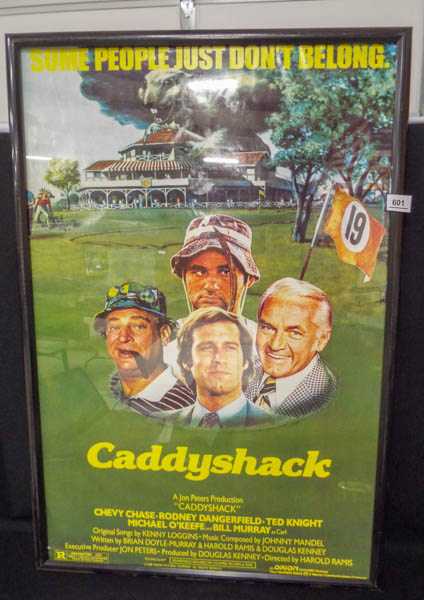 SOME PEOPLE JUST DON'T BELONG.
19
601
Caddyshack
A Jon Peters Production
"CADDYSHACK"
CHEVY CHASE·RODNEY DANGERFIELD·TED KNIGHT
MICHAEL O'KEEFE and BILL MURRAY as Carl
Original Songs by KENNY LOGGINS · Music Composed by JOHNNY MANDEL
Written by BRIAN DOYLE-MURRAY & HAROLD RAMIS & DOUGLAS KENNEY
Executive Producer JON PETERS · Produced by DOUGLAS KENNEY · Directed by HAROLD RAMIS
R
ORION